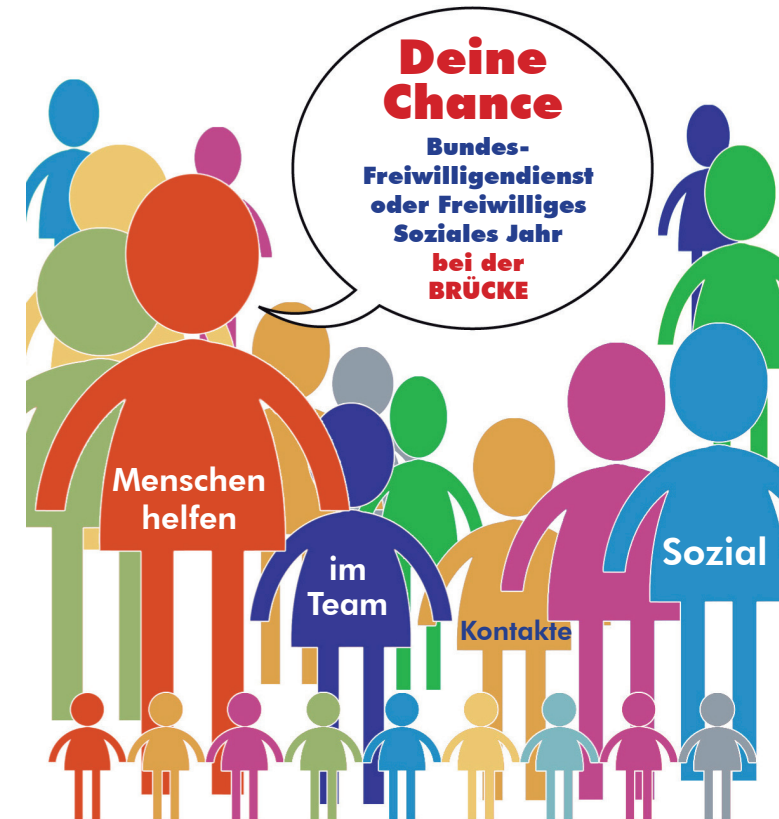 Deine
Chance
Bundes-
Freiwilligendienst
oder Freiwilliges
Soziales Jahr
bei der
BRÜCKE
Menschen
helfen
im
Team
Kontakte
Sozial